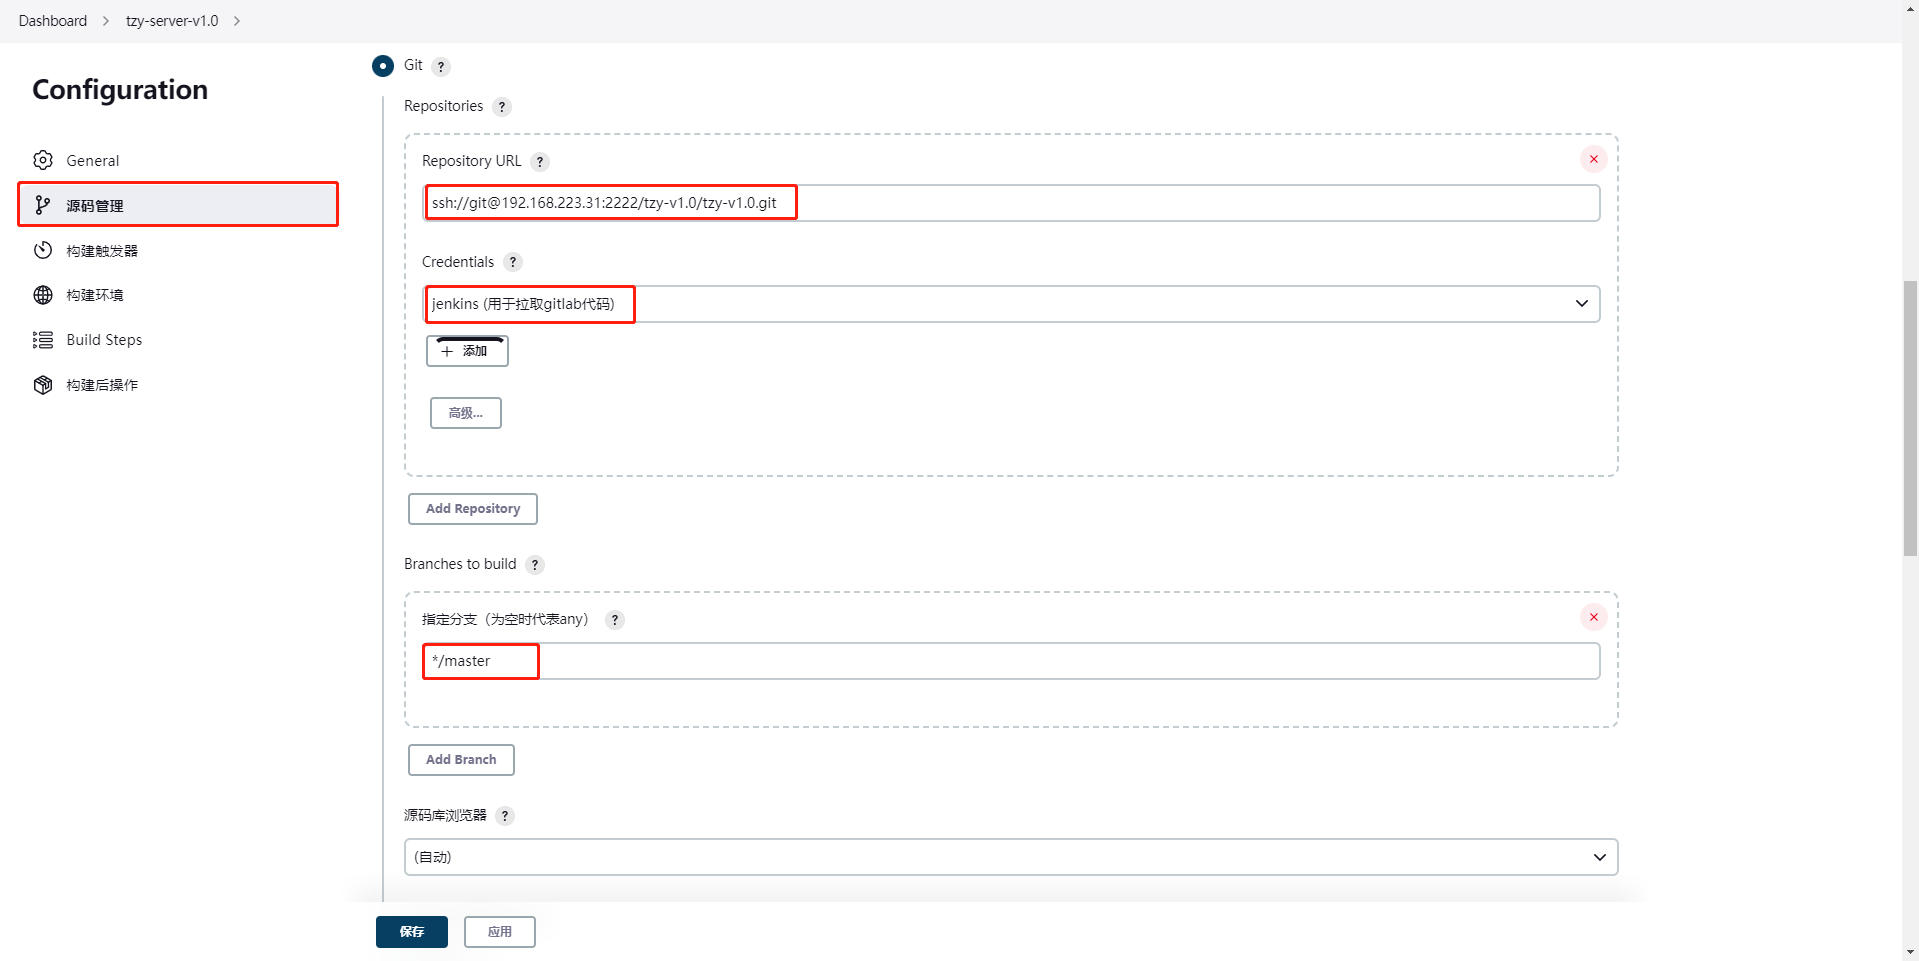 Dashboard
tzy-server-v1.0
Configuration
General
源码管理
构建触发器
构建环境
Build Steps
构建后操作
Git ?
Repositories ?
Repository URL ?
ssh://git@192.168.223.31:2222/tzy-v1.0/tzy-v1.0.git
Credentials ?
jenkins (用于拉取gitlab代码)
添加
高级...
Add Repository
Branches to build ?
指定分支（为空时代表any） ?
*/master
Add Branch
源码库浏览器 ?
(自动)
保存
应用